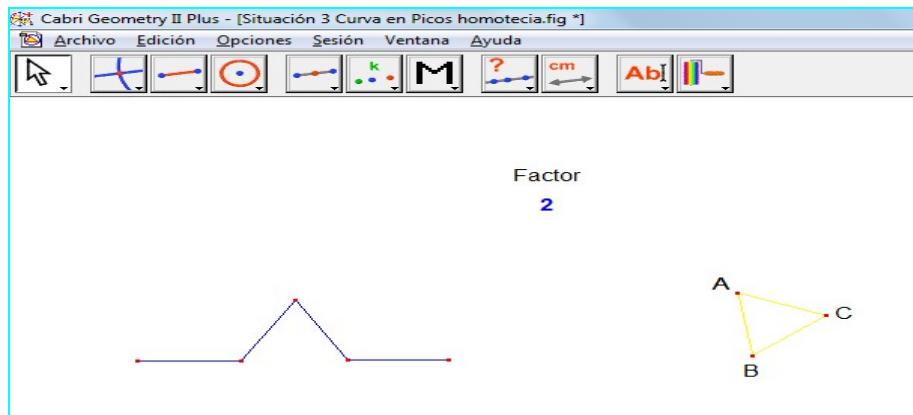 Cabri Geometry II Plus - [Situación 3 Curva en Picos homotecia.fig *]
Archivo Edición Opciones Sesión Ventana Ayuda
k M ? cm AbI
Factor
2
A
C
B